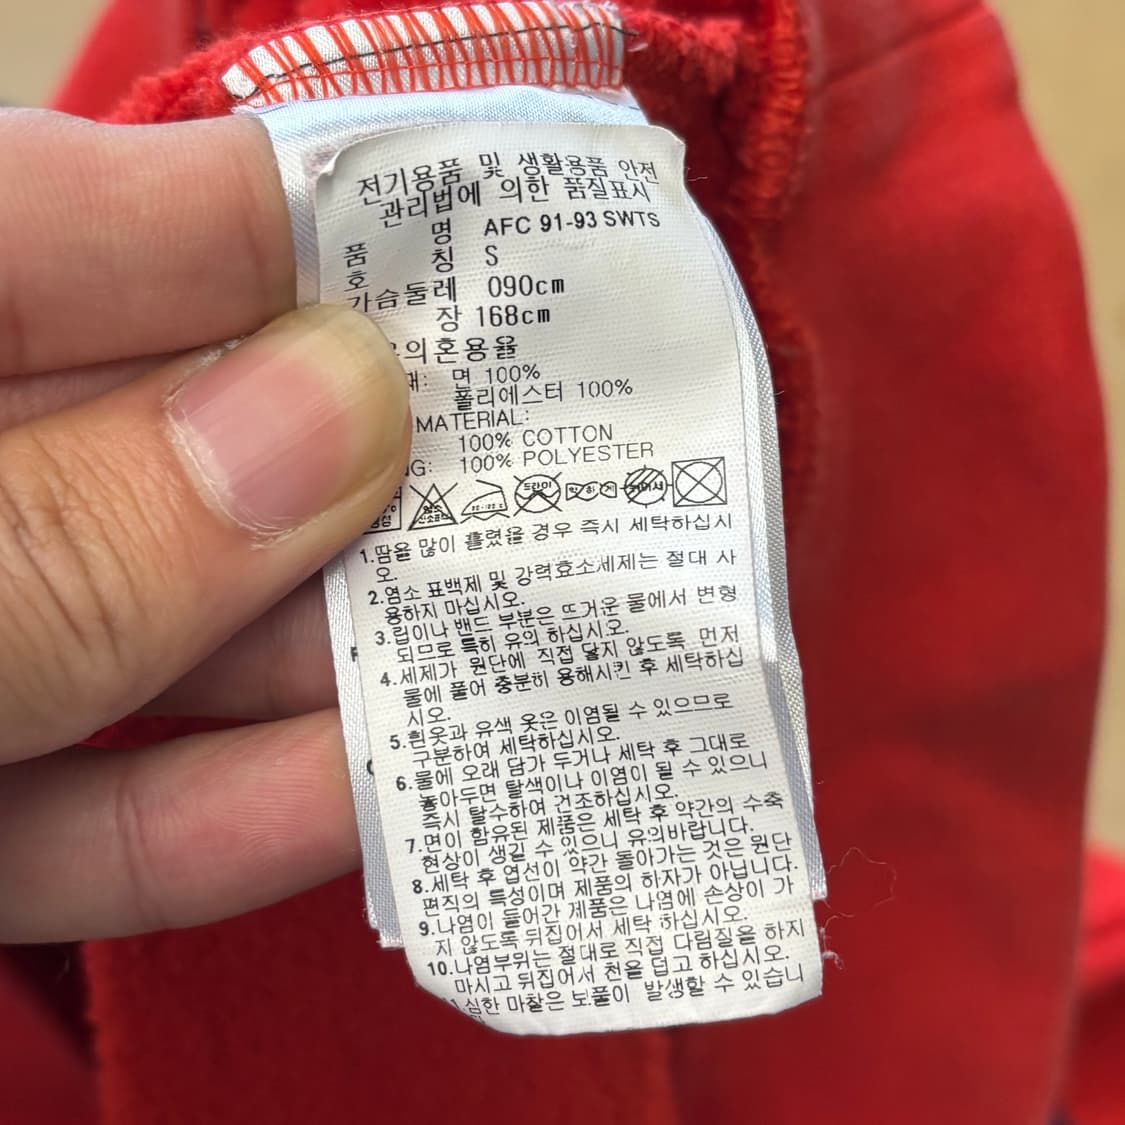 전기용품 및 생활용품 안전
관리법에 의한 품질표시
품 명 AFC 91-93 SWTS
호 칭 S
가슴둘레 090cm
장 168cm
의혼용율
면 100%
폴리에스터 100%
MATERIAL:
100% COTTON
NG: 100% POLYESTER
염소 산소표백 드라이 약하게
1.땀을 많이 흘렸을 경우 즉시 세탁하십시
오.
2.염소 표백제 및 강력효소세제는 절대 사
용하지 마십시오.
3.립이나 밴드 부분은 뜨거운 물에서 변형
되므로 특히 유의 하십시오.
4.세제가 원단에 직접 닿지 않도록 먼저
물에 풀어 충분히 용해시킨 후 세탁하십
시오.
5.흰옷과 유색 옷은 이염될 수 있으므로
구분하여 세탁하십시오.
6.물에 오래 담가 두거나 세탁 후 그대로
놓아두면 탈색이나 이염이 될 수 있으니
즉시 탈수하여 건조하십시오.
7.면이 함유된 제품은 세탁 후 약간의 수축
현상이 생길 수 있으니 유의바랍니다.
8.세탁 후 옆선이 약간 돌아가는 것은 원단
편직의 특성이며 제품의 하자가 아닙니다.
9.나염이 들어간 제품은 나염에 손상이 가
지 않도록 뒤집어서 세탁 하십시오.
10.나염부위는 절대로 직접 다림질을 하지
마시고 뒤집어서 천을 덮고 하십시오.
심한 마찰은 보풀이 발생할 수 있습니